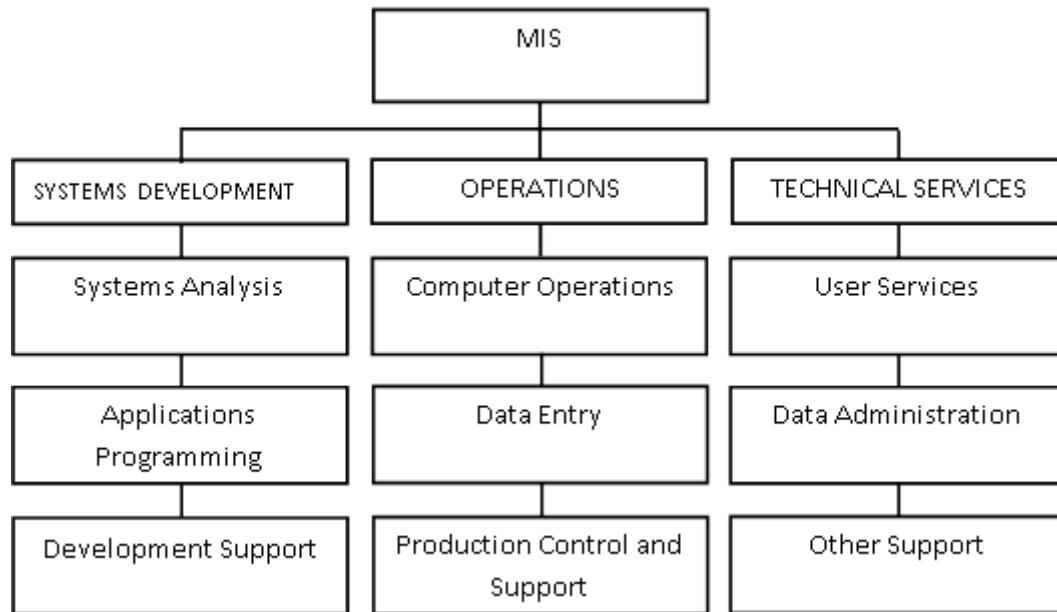 MIS
SYSTEMS DEVELOPMENT
OPERATIONS
TECHNICAL SERVICES
Systems Analysis
Computer Operations
User Services
Applications
Programming
Data Entry
Data Administration
Development Support
Production Control and
Support
Other Support